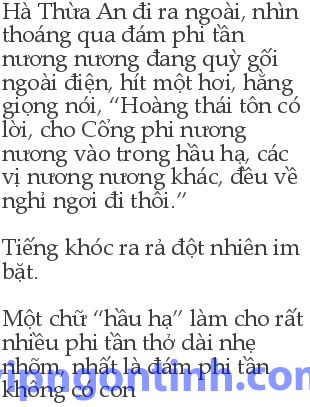 Hà Thừa An đi ra ngoài, nhìn
thoáng qua đám phi tần
nương nương đang quỳ gối
ngoài điện, hít một hơi, hắng
giọng nói, “Hoàng thái tôn có
lời, cho Cổng phi nương
nương vào trong hầu hạ, các
vị nương nương khác, đều về
nghỉ ngơi đi thôi.”
Tiếng khóc ra rả đột nhiên im
bặt.
Một chữ “hầu hạ” làm cho rất
nhiều phi tần thở dài nhẹ
nhõm, nhất là đám phi tần
không có con
vipngontinh.com